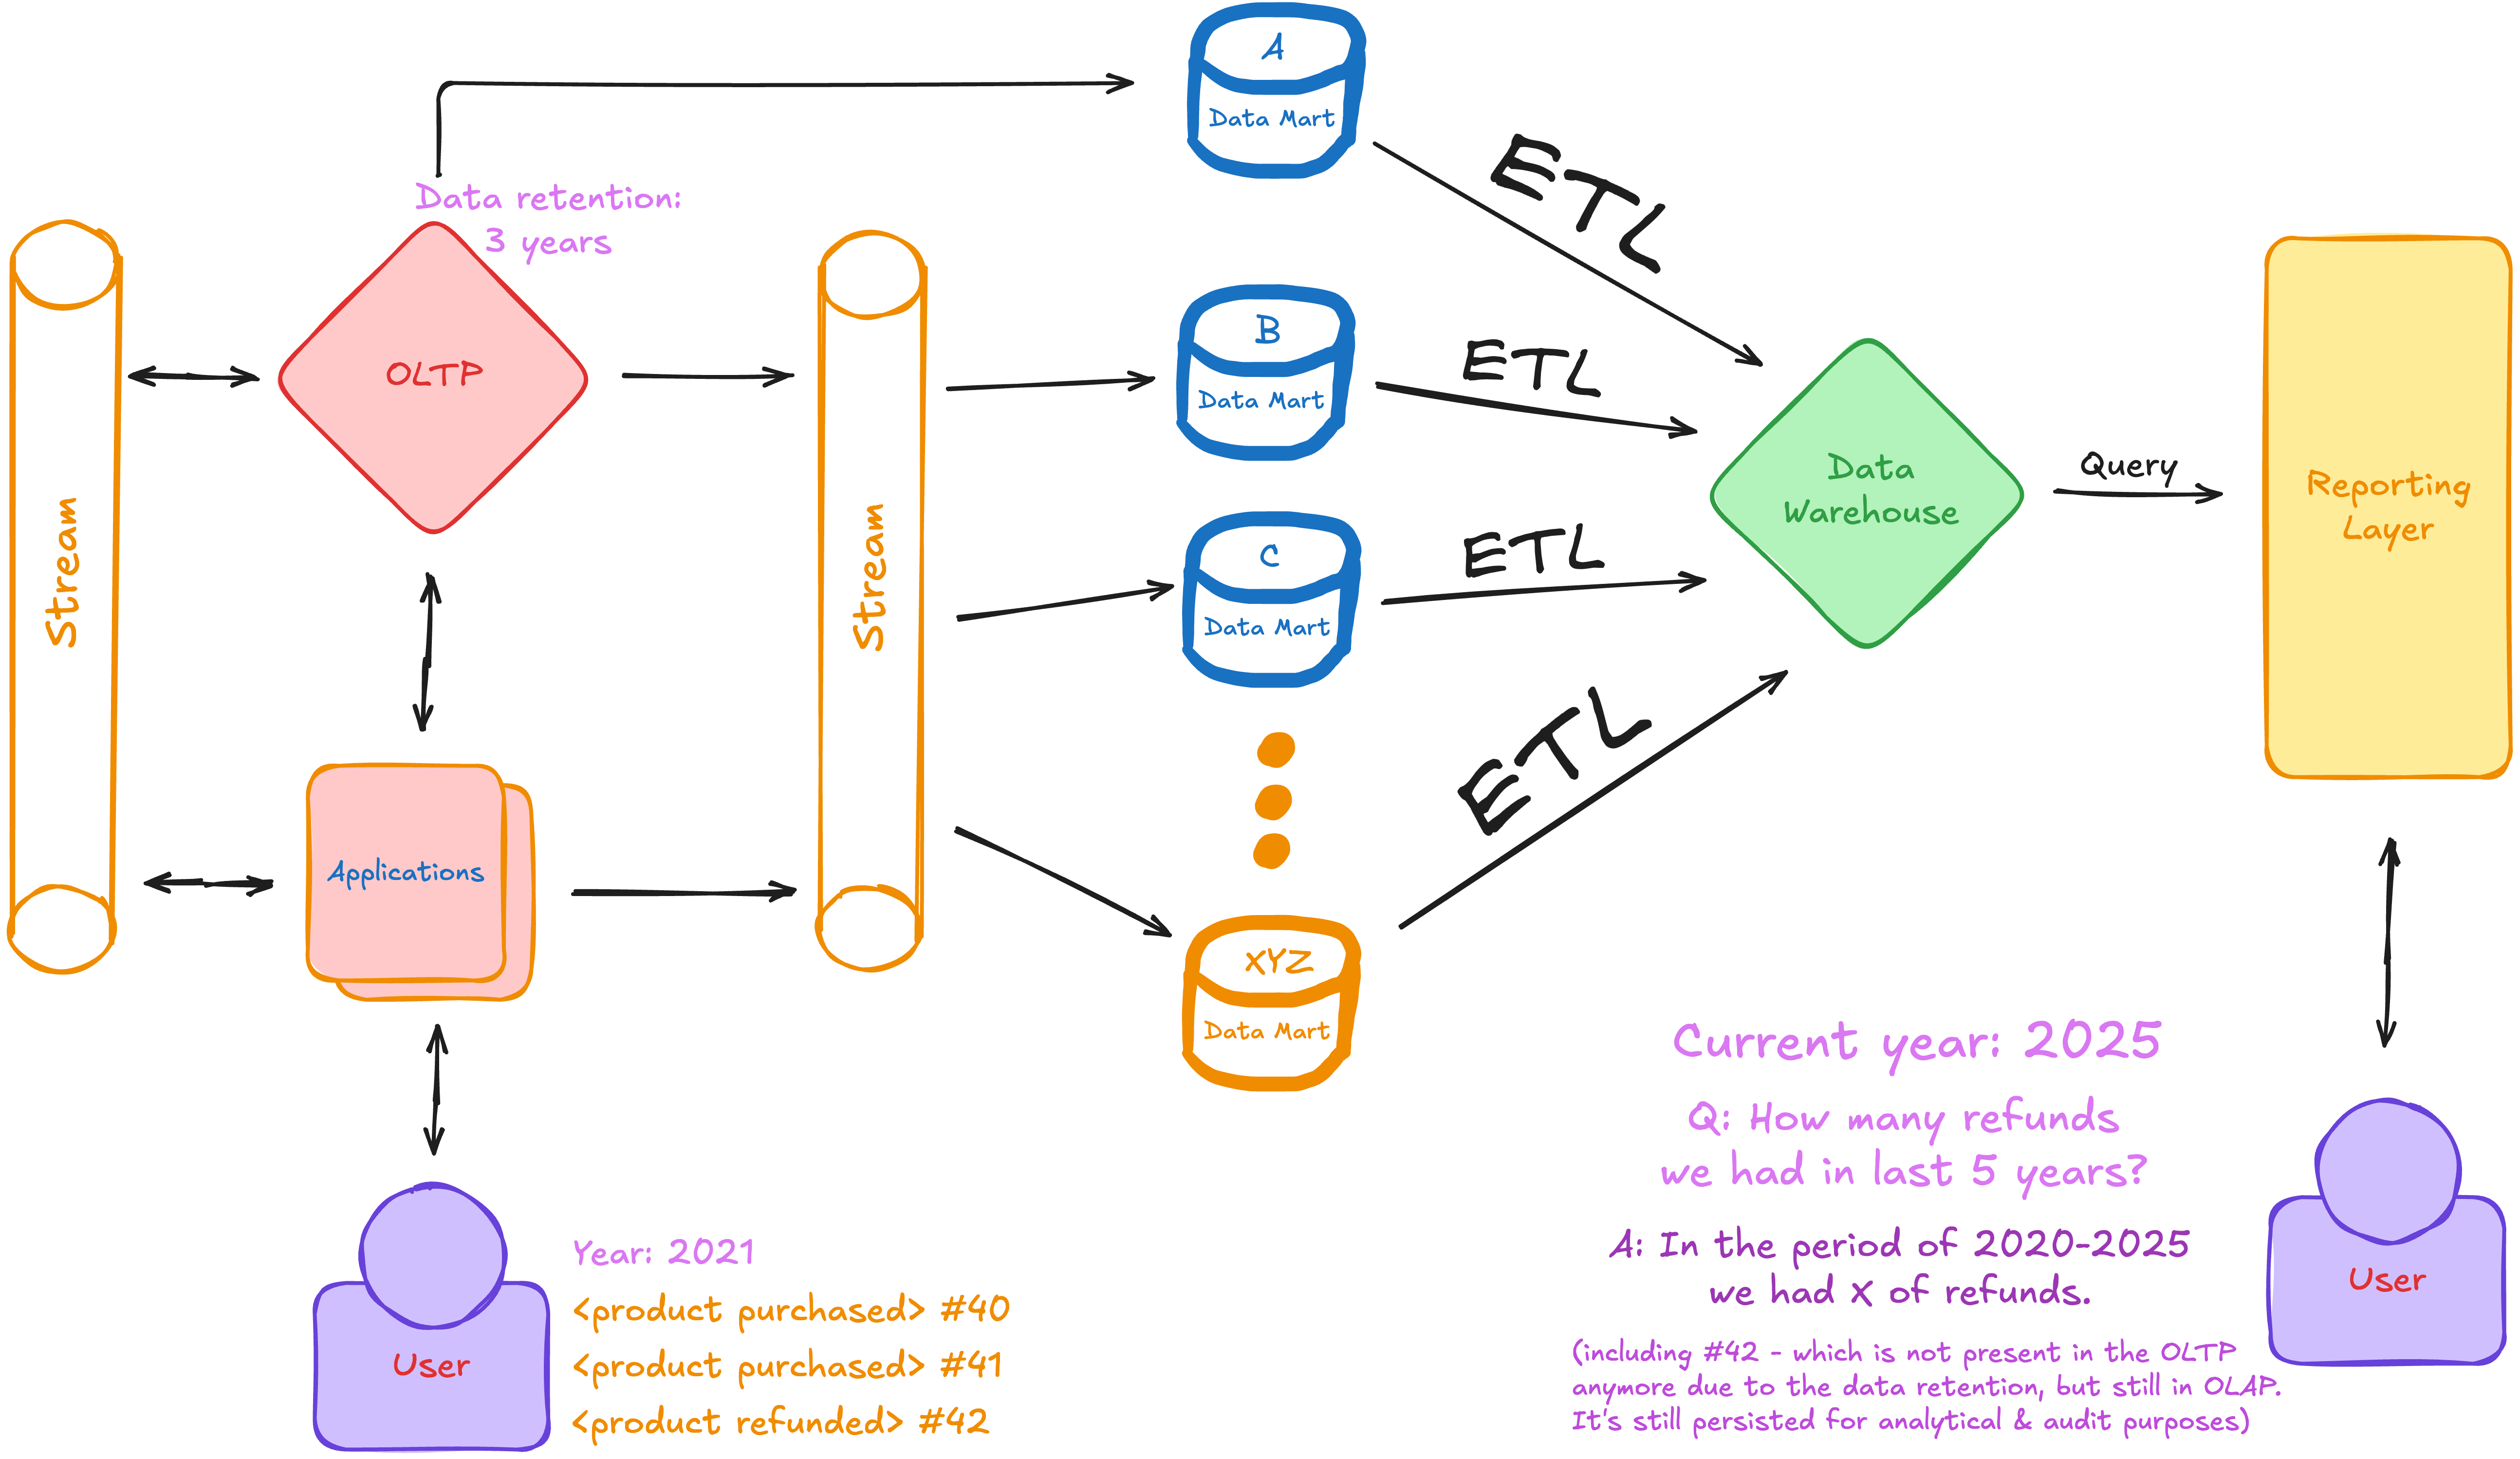 A
Data Mart
ETL
Data retention:
3 years
OLTP
Stream
Stream
B
Data Mart
ETL
C
Data Mart
ETL
Data
Warehouse
Query
Reporting
Layer
Applications
ETL
XYZ
Data Mart
User
Year: 2021
<product purchased> #40
<product purchased> #41
<product refunded> #42
Current year: 2025
Q: How many refunds
we had in last 5 years?
A: In the period of 2020-2025
we had X of refunds.
(including #42 - which is not present in the OLTP
anymore due to the data retention, but still in OLAP.
It's still persisted for analytical & audit purposes)
User